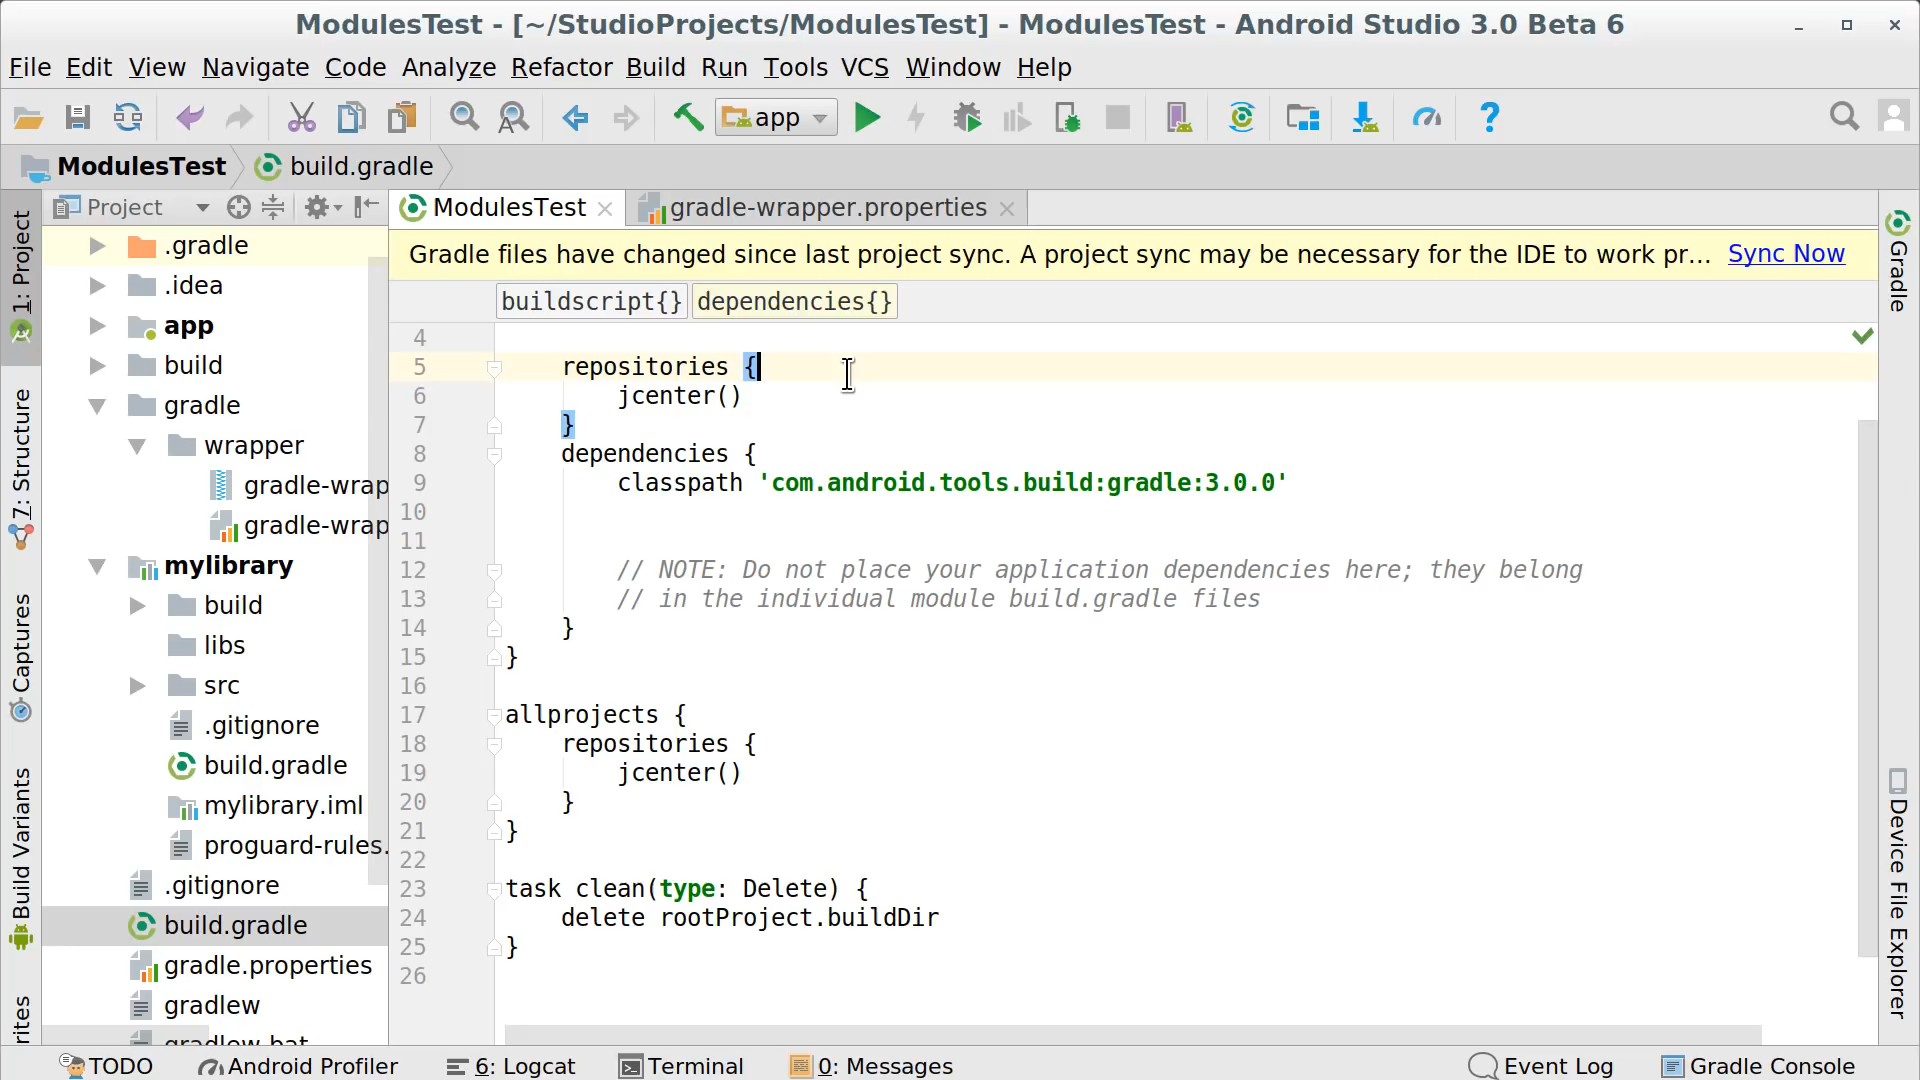 ModulesTest - [~/StudioProjects/ModulesTest] - ModulesTest - Android Studio 3.0 Beta 6
File Edit View Navigate Code Analyze Refactor Build Run Tools VCS Window Help
app
ModulesTest build.gradle
1: Project
7: Structure
Captures
Build Variants
rites
Project
.gradle
.idea
app
build
gradle
wrapper
gradle-wrap
gradle-wrap
mylibrary
build
libs
src
.gitignore
build.gradle
mylibrary.iml
proguard-rules.
.gitignore
build.gradle
gradle.properties
gradlew
gradlew.bat
ModulesTest gradle-wrapper.properties
Gradle files have changed since last project sync. A project sync may be necessary for the IDE to work pr... Sync Now
buildscript{} dependencies{}
4
5 repositories {
6 jcenter()
7 }
8 dependencies {
9 classpath 'com.android.tools.build:gradle:3.0.0'
10
11
12 // NOTE: Do not place your application dependencies here; they belong
13 // in the individual module build.gradle files
14 }
15 }
16
17 allprojects {
18 repositories {
19 jcenter()
20 }
21 }
22
23 task clean(type: Delete) {
24 delete rootProject.buildDir
25 }
26
Gradle
Device File Explorer
TODO Android Profiler 6: Logcat Terminal 0: Messages Event Log Gradle Console